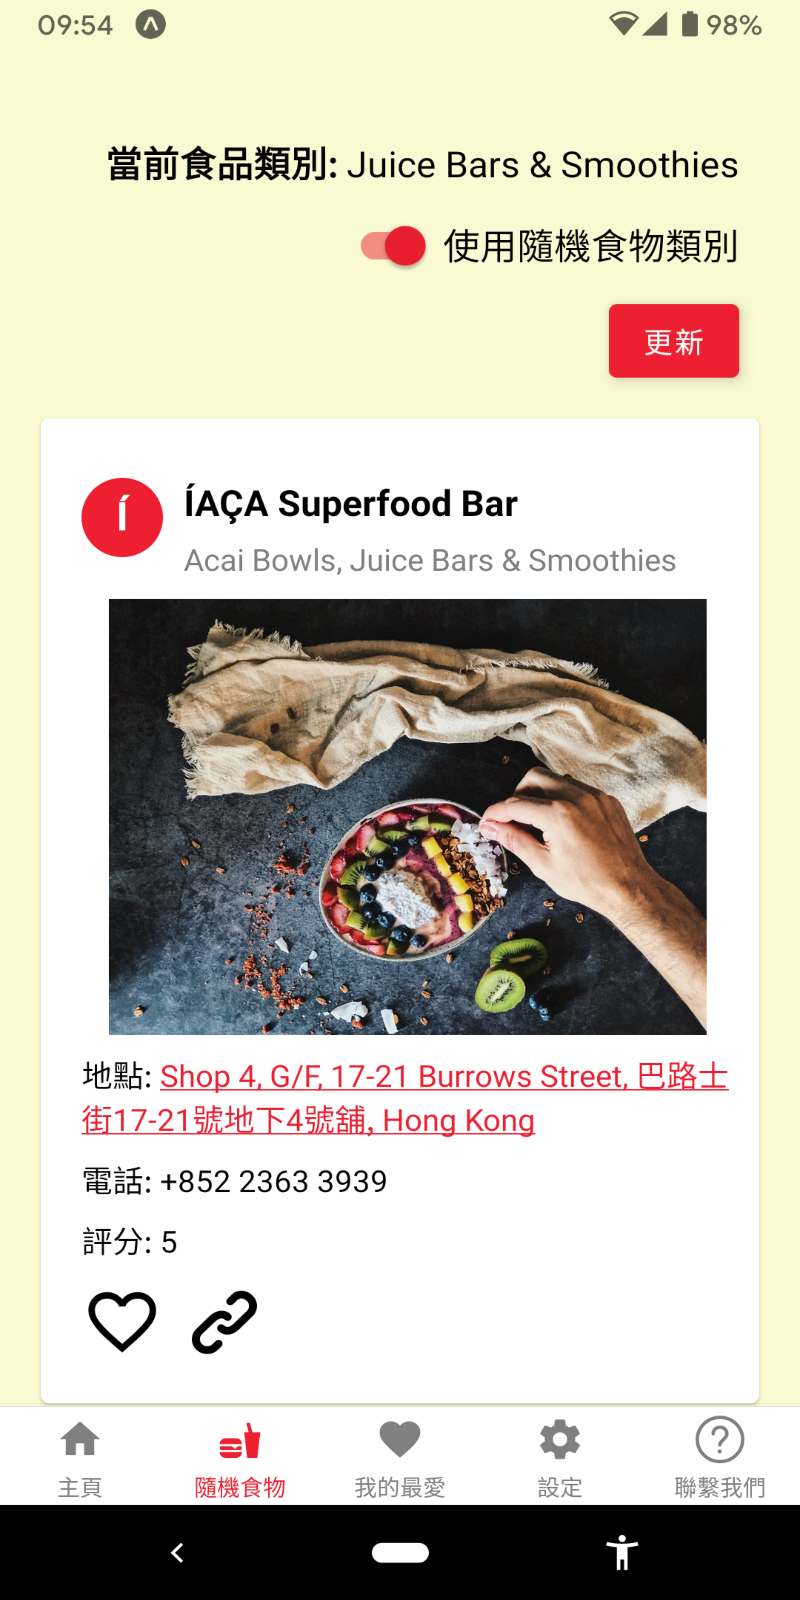 09:54
98%
當前食品類別: Juice Bars & Smoothies
使用隨機食物類別
更新
Í
ÍAÇA Superfood Bar
Acai Bowls, Juice Bars & Smoothies
地點: Shop 4, G/F, 17-21 Burrows Street, 巴路士
街17-21號地下4號舖, Hong Kong
電話: +852 2363 3939
評分: 5
主頁
隨機食物
我的最愛
設定
聯繫我們